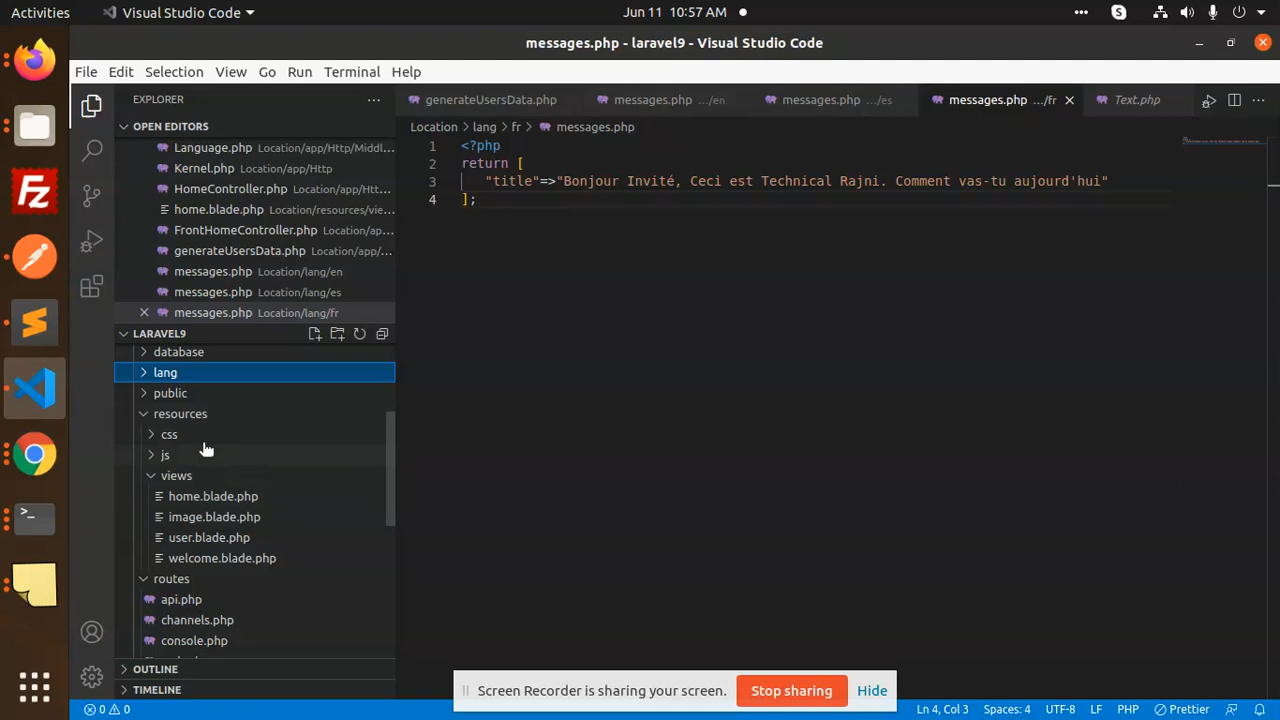 Activities
Visual Studio Code
Jun 11 10:57 AM
messages.php - laravel9 - Visual Studio Code
File Edit Selection View Go Run Terminal Help
EXPLORER
generateUsersData.php
messages.php .../en
messages.php .../es
messages.php .../fr
Text.php
OPEN EDITORS
Language.php Location/app/Http/Middl...
Kernel.php Location/app/Http
HomeController.php Location/app/Http/...
home.blade.php Location/resources/vie...
FrontHomeController.php Location/ap...
generateUsersData.php Location/app/...
messages.php Location/lang/en
messages.php Location/lang/es
messages.php Location/lang/fr
LARAVEL9
database
lang
public
resources
css
js
views
home.blade.php
image.blade.php
user.blade.php
welcome.blade.php
routes
api.php
channels.php
console.php
OUTLINE
TIMELINE
Location > lang > fr > messages.php
1 <?php
2 return [
3 "title"=>"Bonjour Invité, Ceci est Technical Rajni. Comment vas-tu aujourd'hui"
4 ];
Screen Recorder is sharing your screen. Stop sharing Hide
0 0
Ln 4, Col 3 Spaces: 4 UTF-8 LF PHP Prettier